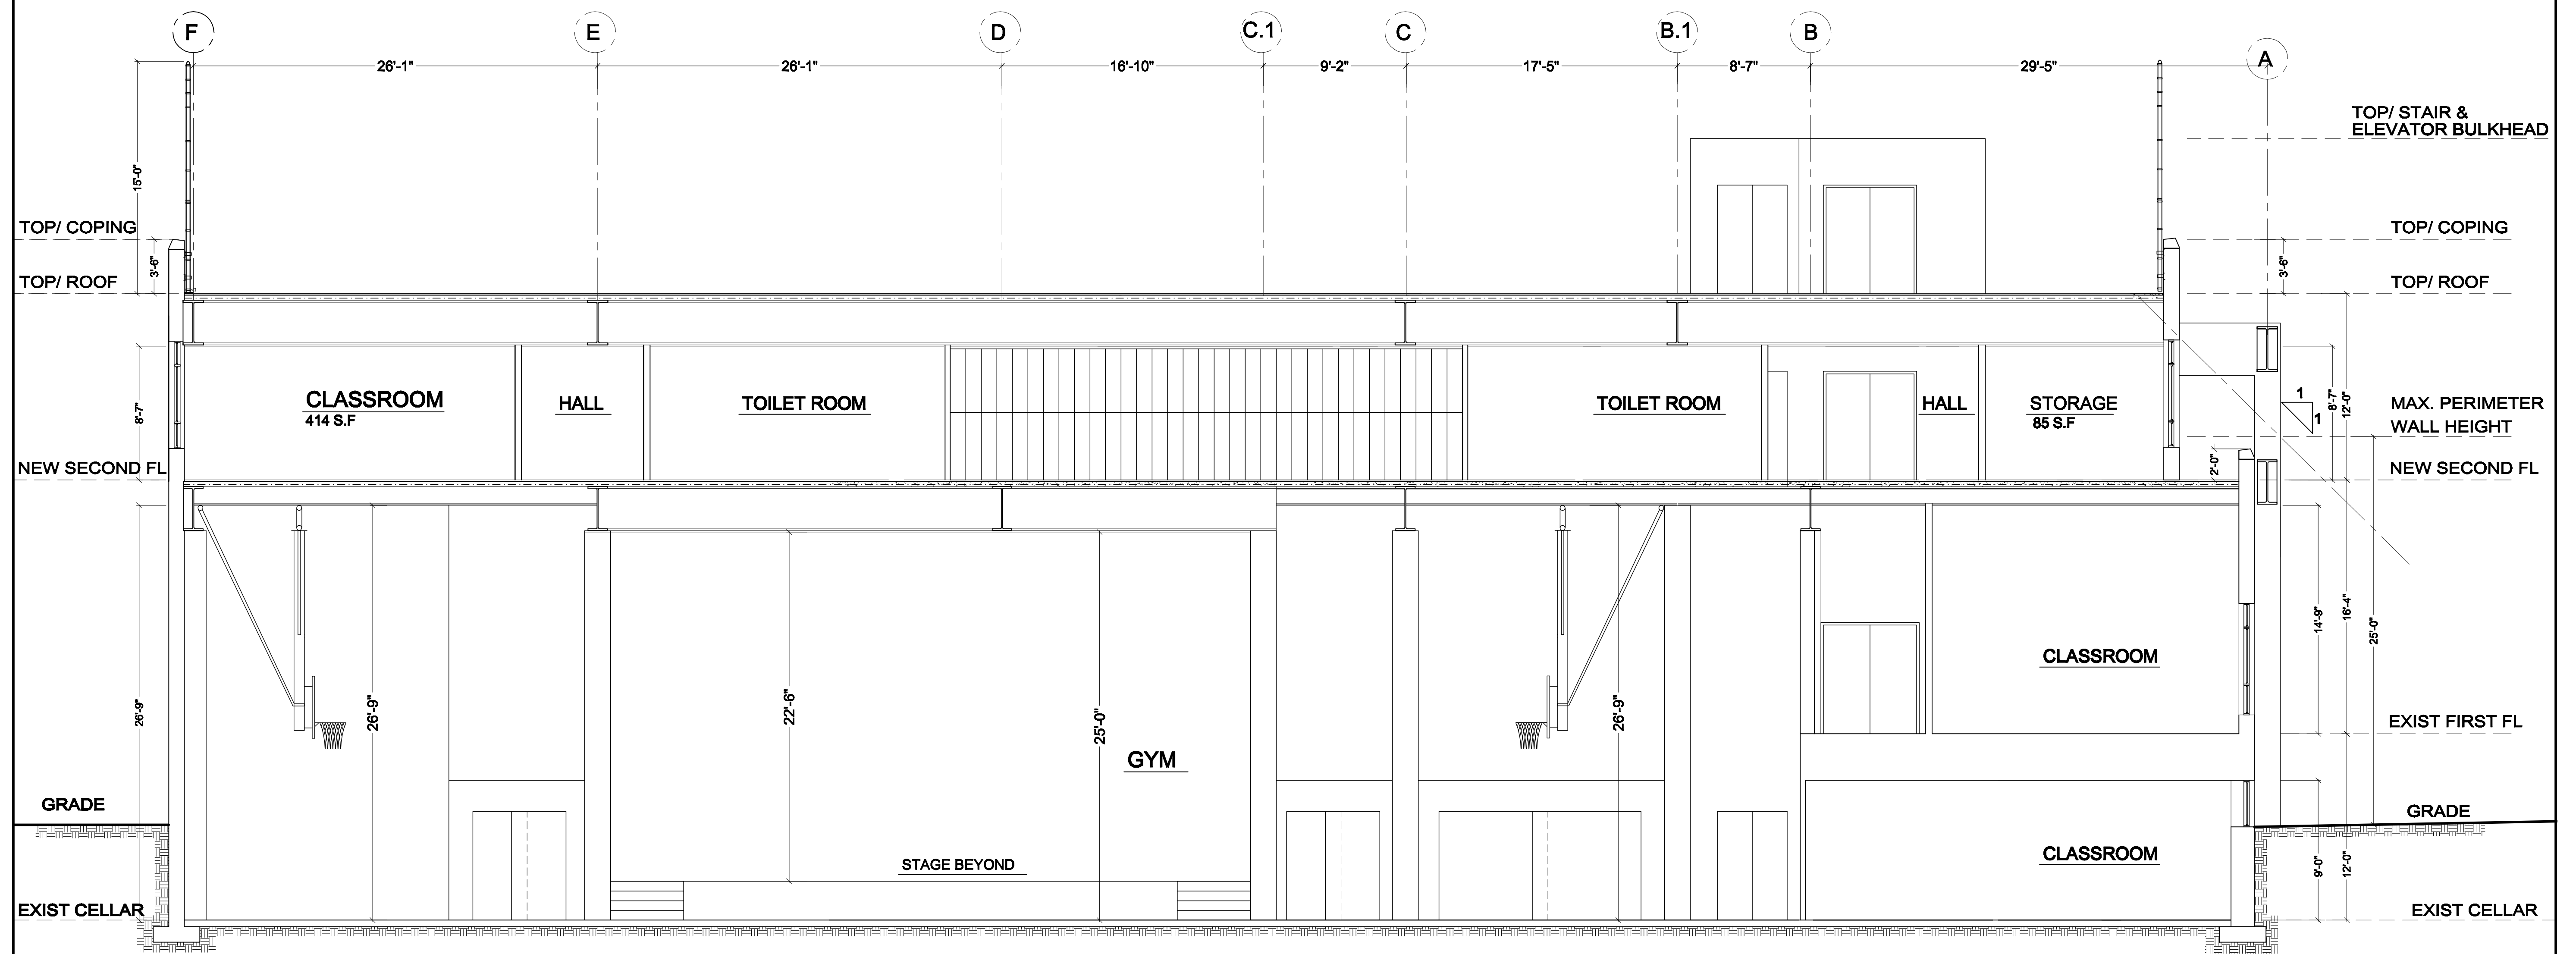 F
E
D
C.1
C
B.1
B
A
26'-1"
26'-1"
16'-10"
9'-2"
17'-5"
8'-7"
29'-5"
TOP/ STAIR &
ELEVATOR BULKHEAD
15'-0"
TOP/ COPING
3'-6"
TOP/ ROOF
TOP/ COPING
3'-6"
TOP/ ROOF
8'-7"
CLASSROOM
414 S.F
HALL
TOILET ROOM
TOILET ROOM
HALL
STORAGE
85 S.F
1
1
8'-7"
12'-0"
MAX. PERIMETER
WALL HEIGHT
NEW SECOND FL
2'-0"
NEW SECOND FL
26'-9"
26'-9"
22'-6"
25'-0"
GYM
26'-9"
CLASSROOM
14'-9"
16'-4"
25'-0"
EXIST FIRST FL
GRADE
GRADE
STAGE BEYOND
CLASSROOM
9'-0"
12'-0"
EXIST CELLAR
EXIST CELLAR